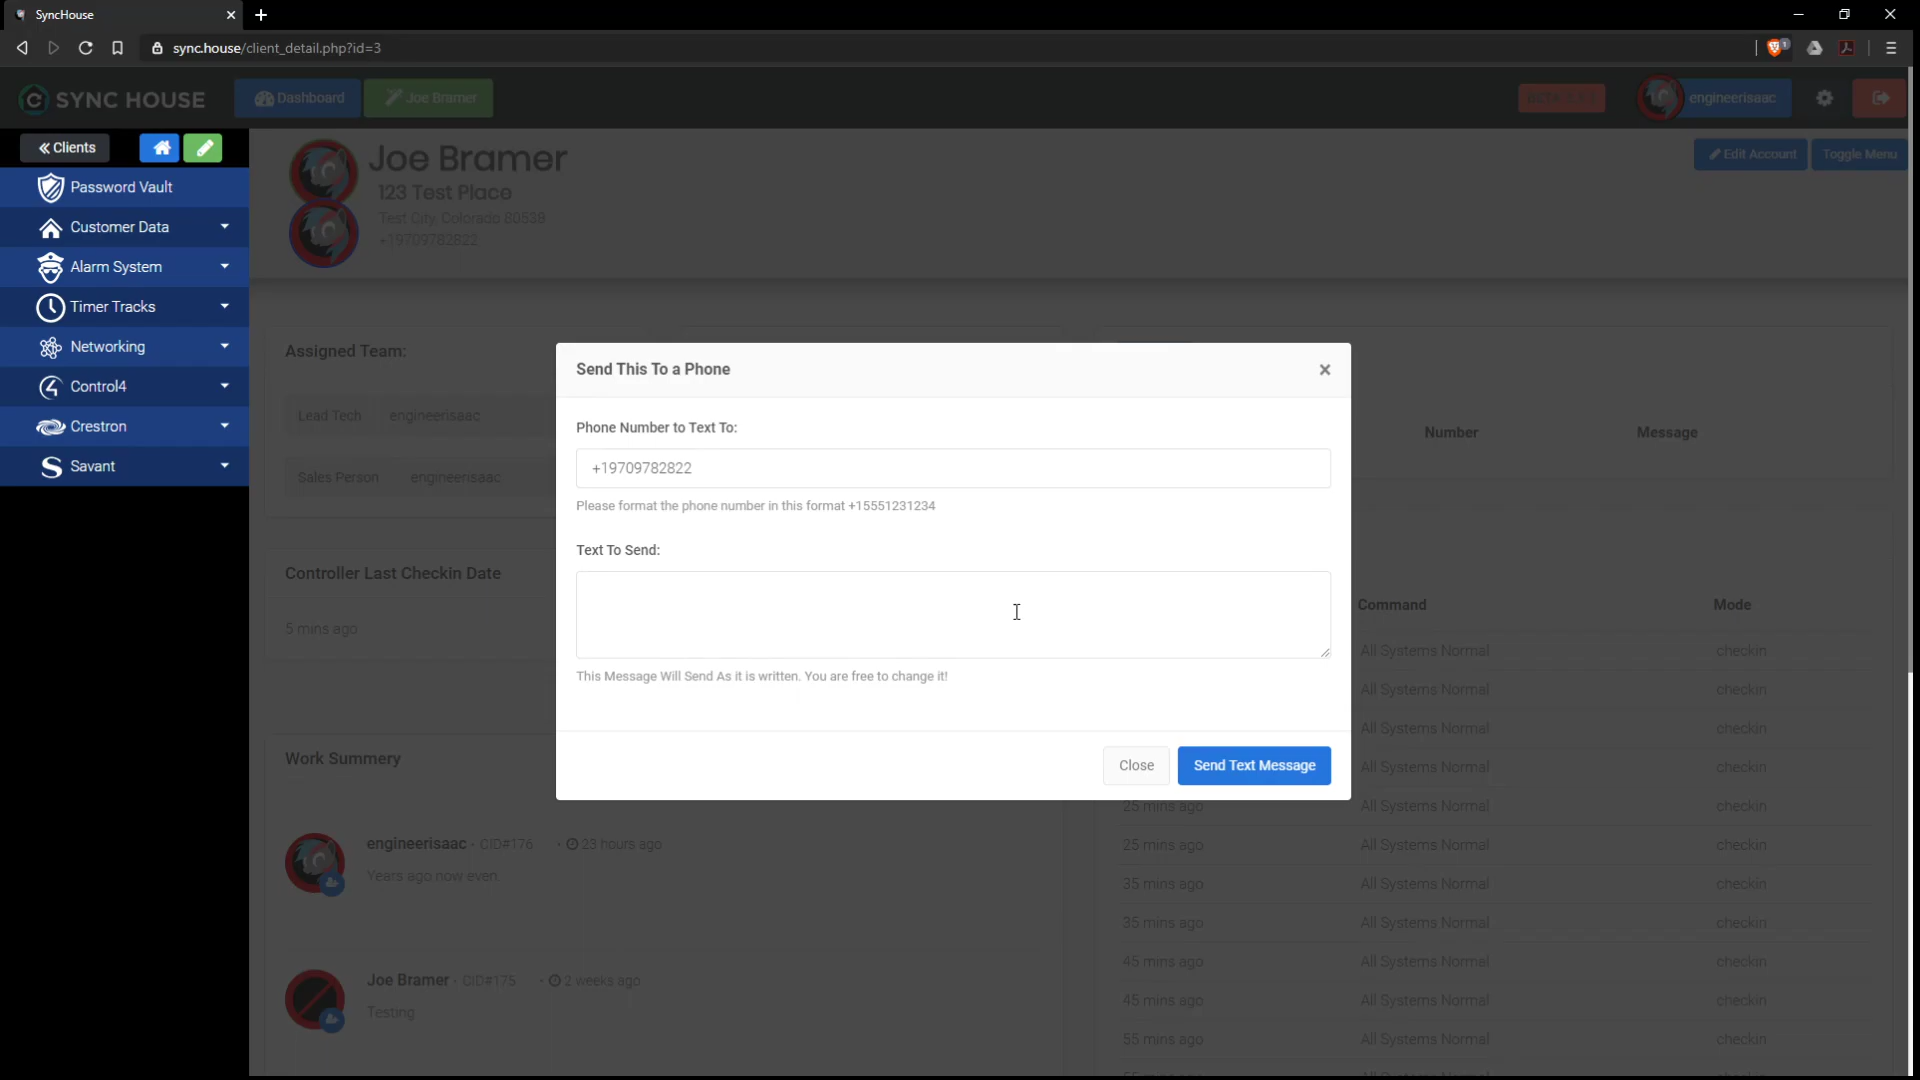 SyncHouse
sync.house/client_detail.php?id=3
1
SYNC HOUSE
Dashboard
Joe Bramer
engineerisaac
Clients
Password Vault
Customer Data
Alarm System
Timer Tracks
Networking
Control4
Crestron
Savant
Joe Bramer
123 Test Place
Test City, Colorado 80538
+19709782822
Edit Account
Toggle Menu
Assigned Team:
Lead Tech engineerisaac
Sales Person engineerisaac
Controller Last Checkin Date
5 mins ago
Work Summery
engineerisaac · CID#176 · 23 hours ago
Years ago now even.
Joe Bramer · CID#175 · 2 weeks ago
Testing
Send This To a Phone
×
Phone Number to Text To:
+19709782822
Please format the phone number in this format +15551231234
Text To Send:
This Message Will Send As it is written. You are free to change it!
Close
Send Text Message
Number Message
Command Mode
All Systems Normal checkin
All Systems Normal checkin
All Systems Normal checkin
All Systems Normal checkin
25 mins ago All Systems Normal checkin
25 mins ago All Systems Normal checkin
35 mins ago All Systems Normal checkin
35 mins ago All Systems Normal checkin
45 mins ago All Systems Normal checkin
45 mins ago All Systems Normal checkin
55 mins ago All Systems Normal checkin